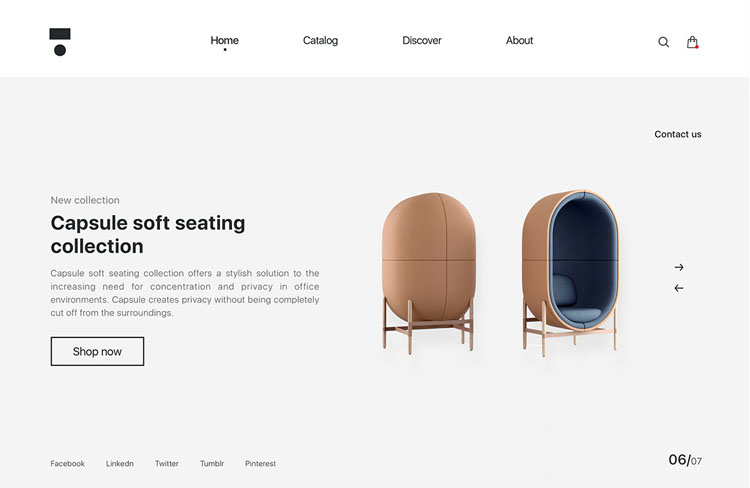 Home
Catalog
Discover
About
Contact us
New collection
Capsule soft seating
collection
Capsule soft seating collection offers a stylish solution to the
increasing need for concentration and privacy in office
environments. Capsule creates privacy without being completely
cut off from the surroundings.
Shop now
Facebook
Linkedn
Twitter
Tumblr
Pinterest
06/07